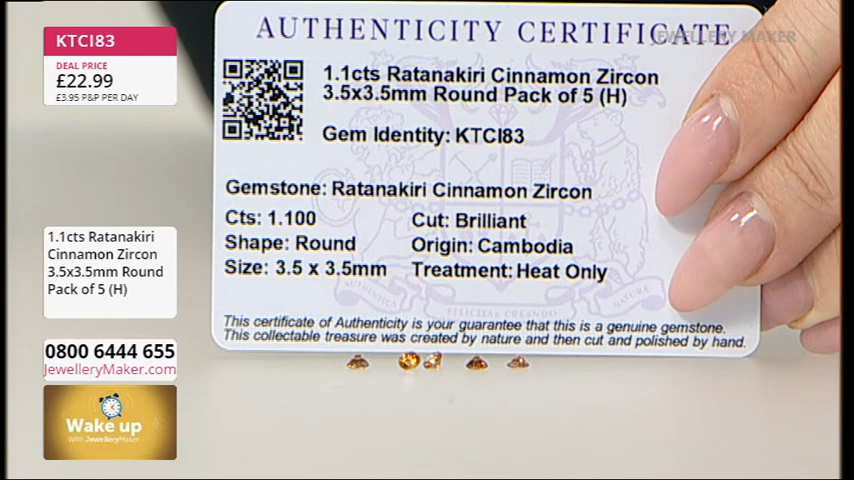 KTCI83
DEAL PRICE
£22.99
£3.95 P&P PER DAY
1.1cts Ratanakiri
Cinnamon Zircon
3.5x3.5mm Round
Pack of 5 (H)
0800 6444 655
JewelleryMaker.com
Wake up
With JewelleryMaker
JEWELLERY MAKER
AUTHENTICITY CERTIFICATE
1.1cts Ratanakiri Cinnamon Zircon
3.5x3.5mm Round Pack of 5 (H)
Gem Identity: KTCI83
Gemstone: Ratanakiri Cinnamon Zircon
Cts: 1.100 Cut: Brilliant
Shape: Round Origin: Cambodia
Size: 3.5 x 3.5mm Treatment: Heat Only
AUTHENTICA FELICITAS CREANDO NATURE
This certificate of Authenticity is your guarantee that this is a genuine gemstone.
This collectable treasure was created by nature and then cut and polished by hand.